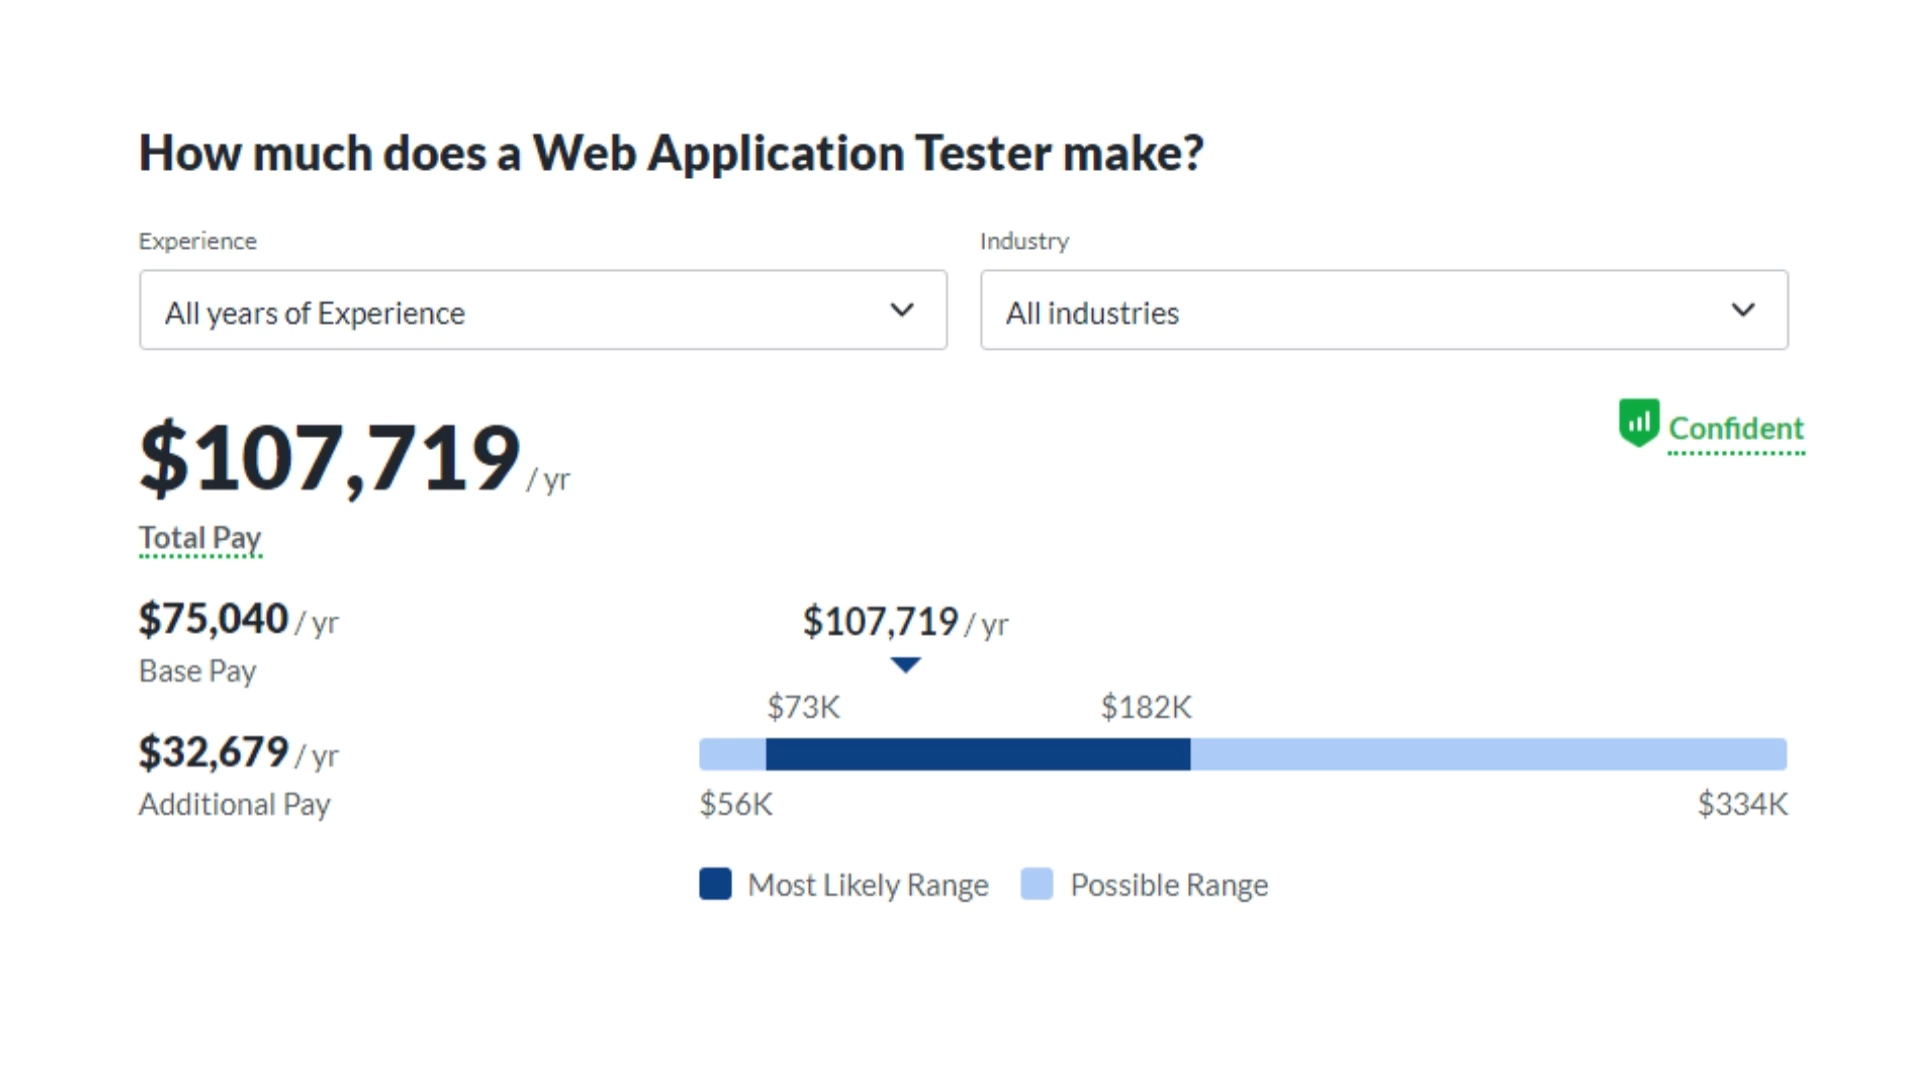 How much does a Web Application Tester make?
Experience
Industry
All years of Experience
All industries
$107,719 / yr
Confident
Total Pay
$75,040 / yr
Base Pay
$32,679 / yr
Additional Pay
$107,719 / yr
$73K
$182K
$56K
$334K
Most Likely Range
Possible Range